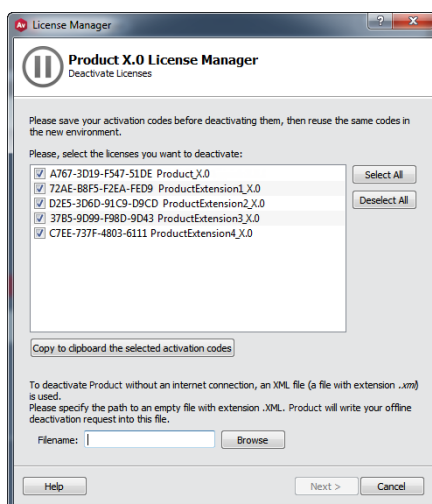 Av License Manager
Product X.0 License Manager
Deactivate Licenses
Please save your activation codes before deactivating them, then reuse the same codes in
the new environment.
Please, select the licenses you want to deactivate:
A767-3D19-F547-51DE Product_X.0
72AE-B8F5-F2EA-FED9 ProductExtension1_X.0
D2E5-3D6D-91C9-D9CD ProductExtension2_X.0
37B5-9D99-F98D-9D43 ProductExtension3_X.0
C7EE-737F-4803-6111 ProductExtension4_X.0
Select All
Deselect All
Copy to clipboard the selected activation codes
To deactivate Product without an internet connection, an XML file (a file with extension .xml)
is used.
Please specify the path to an empty file with extension .XML. Product will write your offline
deactivation request into this file.
Filename: Browse
Help Next > Cancel